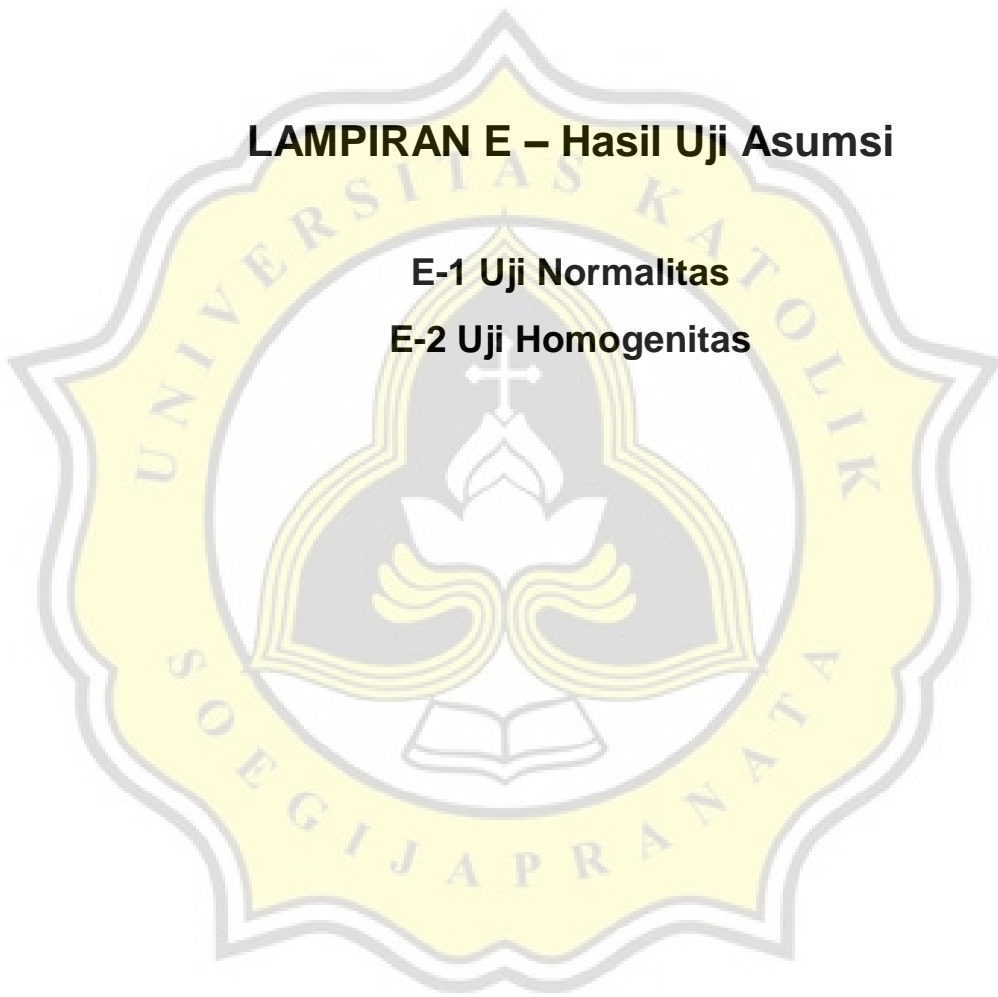 LAMPIRAN E – Hasil Uji Asumsi
E-1 Uji Normalitas
E-2 Uji Homogenitas
UNIVERSITAS KATOLIK
SOEGIJAPRANATA